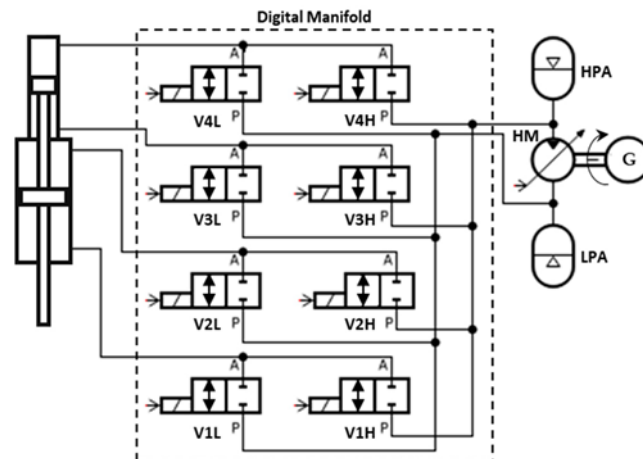 Digital Manifold
A A
HPA
P P
V4L V4H
HM
G
A A
P P
V3L V3H
LPA
A A
P P
V2L V2H
A A
P P
V1L V1H